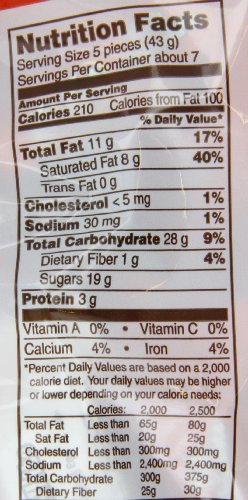 Nutrition Facts
Serving Size 5 pieces (43 g)
Servings Per Container about 7
Amount Per Serving
Calories 210 Calories from Fat 100
% Daily Value*
Total Fat 11 g 17%
Saturated Fat 8 g 40%
Trans Fat 0 g
Cholesterol < 5 mg 1%
Sodium 30 mg 1%
Total Carbohydrate 28 g 9%
Dietary Fiber 1 g 4%
Sugars 19 g
Protein 3 g
Vitamin A 0% • Vitamin C 0%
Calcium 4% • Iron 4%
*Percent Daily Values are based on a 2,000
calorie diet. Your daily values may be higher
or lower depending on your calorie needs:
Calories: 2,000 2,500
Total Fat Less than 65g 80g
Sat Fat Less than 20g 25g
Cholesterol Less than 300mg 300mg
Sodium Less than 2,400mg 2,400mg
Total Carbohydrate 300g 375g
Dietary Fiber 25g 30g